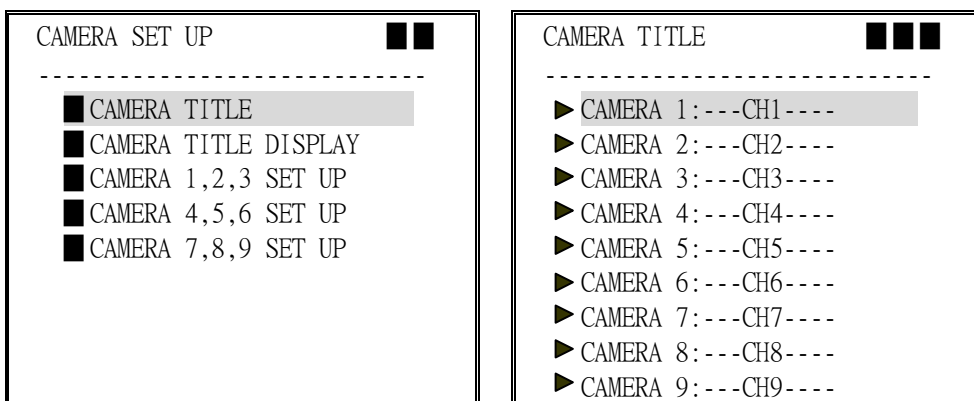 CAMERA SET UP
-----------------------------
CAMERA TITLE
CAMERA TITLE DISPLAY
CAMERA 1,2,3 SET UP
CAMERA 4,5,6 SET UP
CAMERA 7,8,9 SET UP
CAMERA TITLE
-----------------------------
CAMERA 1:---CH1----
CAMERA 2:---CH2----
CAMERA 3:---CH3----
CAMERA 4:---CH4----
CAMERA 5:---CH5----
CAMERA 6:---CH6----
CAMERA 7:---CH7----
CAMERA 8:---CH8----
CAMERA 9:---CH9----